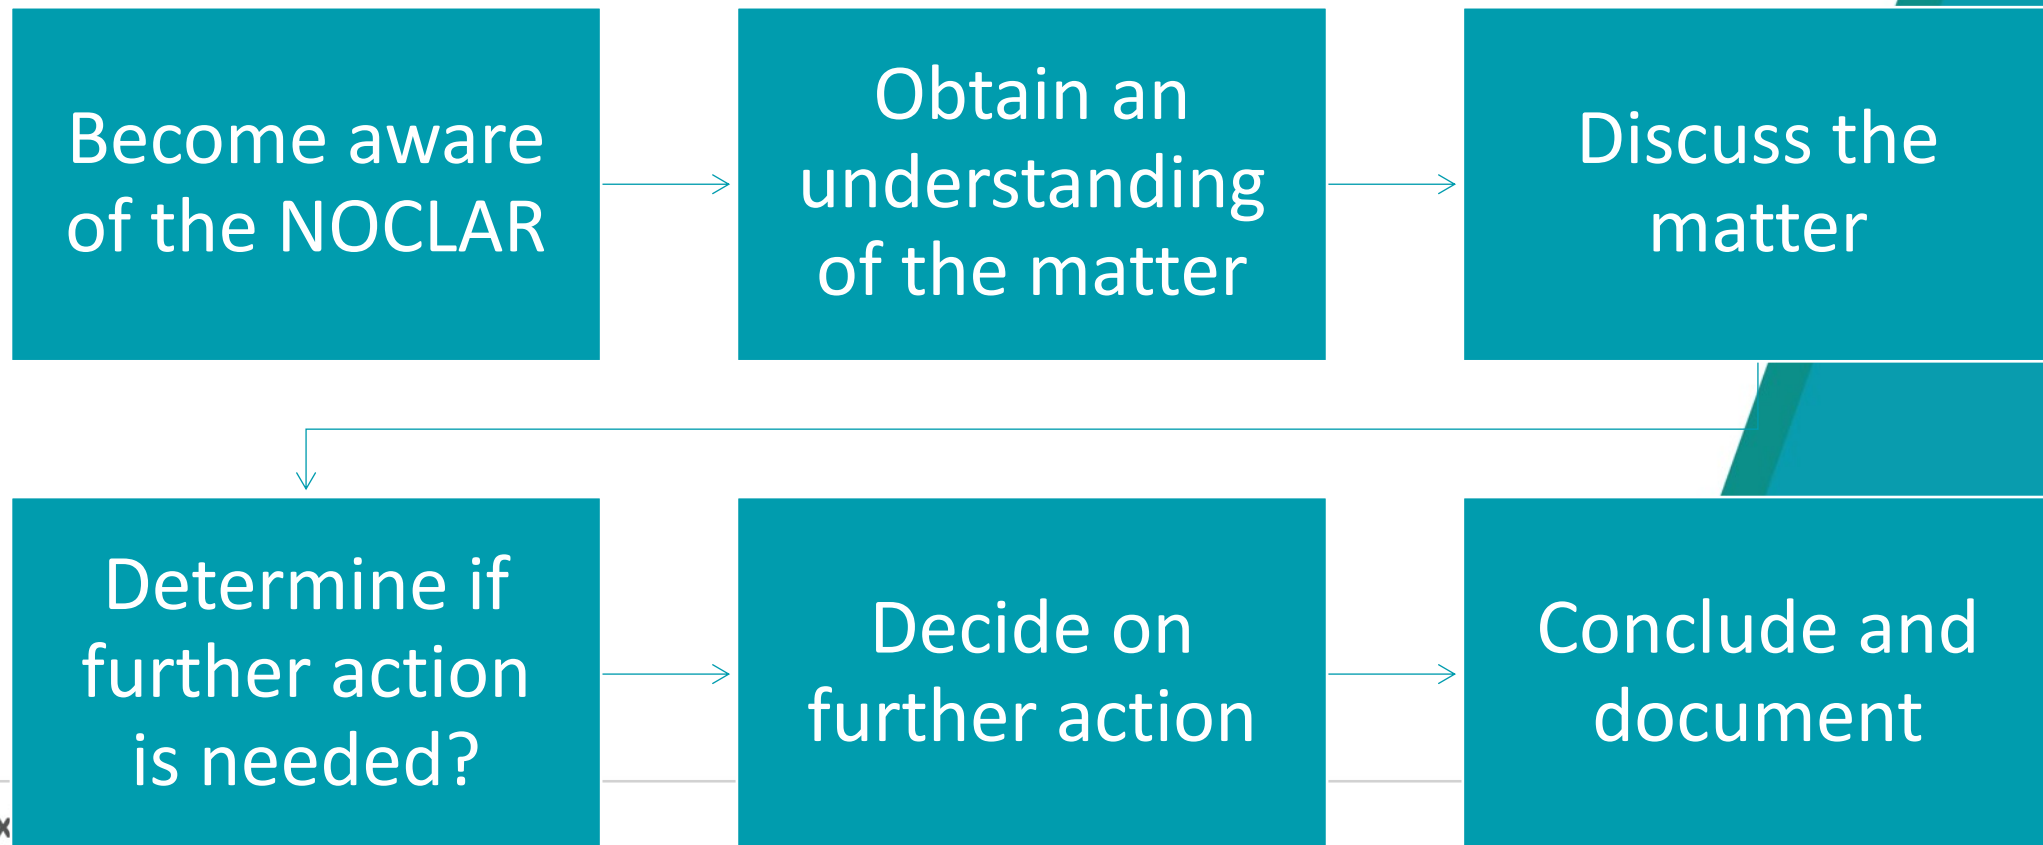 Become aware
of the NOCLAR
Obtain an
understanding
of the matter
Discuss the
matter
Determine if
further action
is needed?
Decide on
further action
Conclude and
document
x